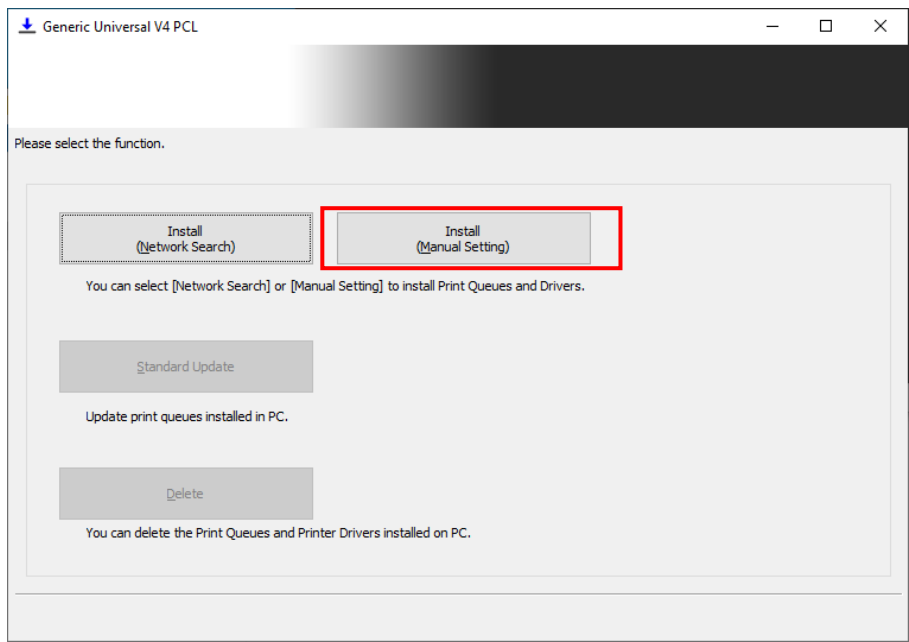 Generic Universal V4 PCL
Please select the function.
Install
(Network Search)
Install
(Manual Setting)
You can select [Network Search] or [Manual Setting] to install Print Queues and Drivers.
Standard Update
Update print queues installed in PC.
Delete
You can delete the Print Queues and Printer Drivers installed on PC.